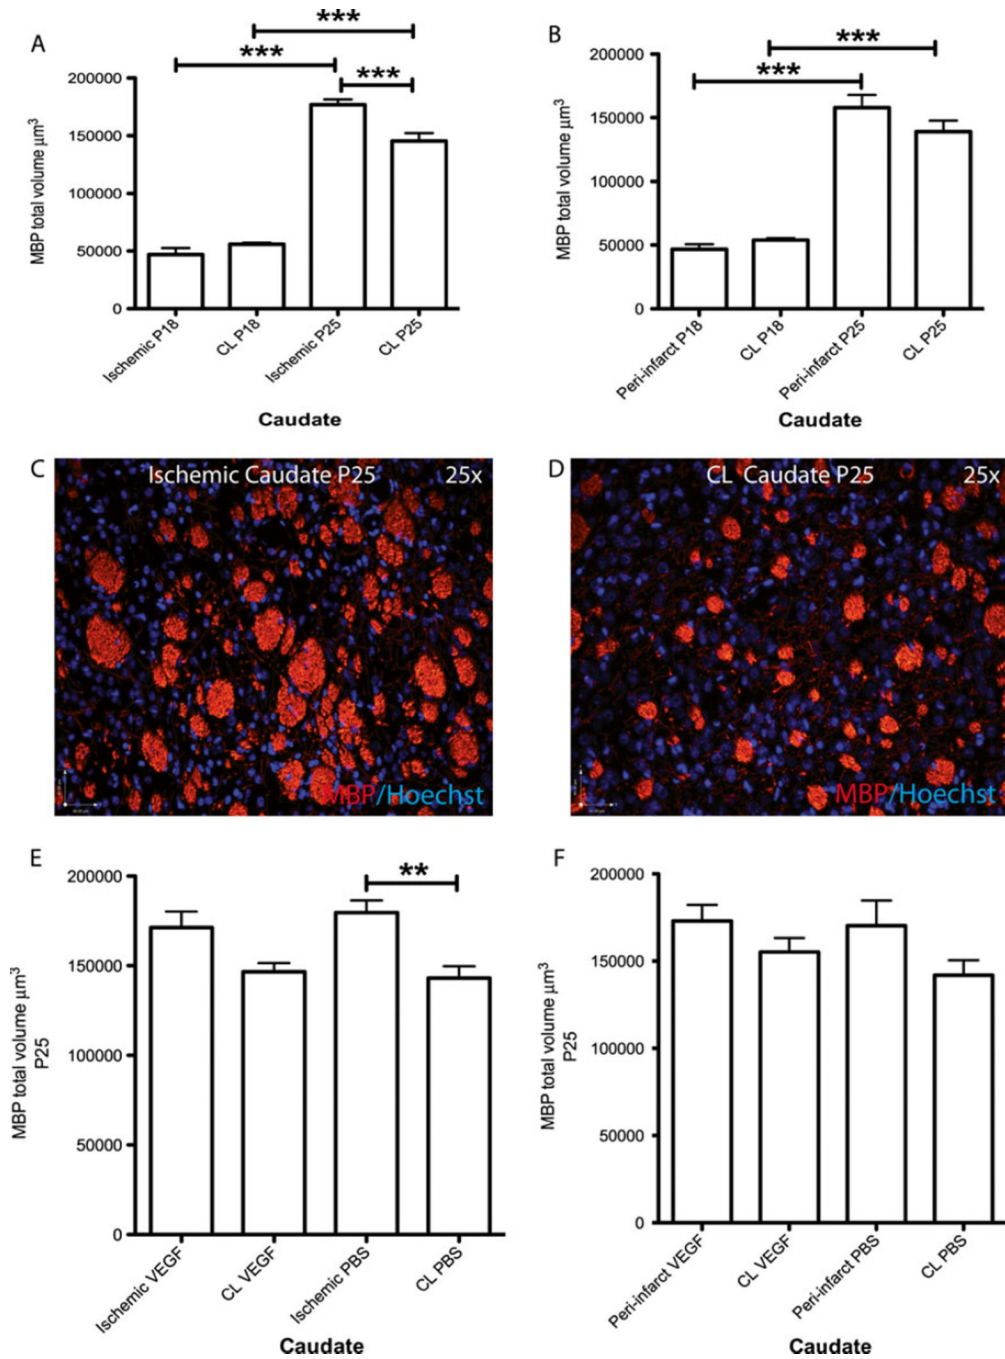 A
***
***
***
MBP total volume μm³
200000
150000
100000
50000
0
Ischemic P18
CL P18
Ischemic P25
CL P25
Caudate
B
***
***
MBP total volume μm³
200000
150000
100000
50000
0
Peri-infarct P18
CL P18
Peri-infarct P25
CL P25
Caudate
C
Ischemic Caudate P25 25x
MBP/Hoechst
D
CL Caudate P25 25x
MBP/Hoechst
E
**
MBP total volume μm³
P25
200000
150000
100000
50000
0
Ischemic VEGF
CL VEGF
Ischemic PBS
CL PBS
Caudate
F
MBP total volume μm³
P25
200000
150000
100000
50000
0
Peri-infarct VEGF
CL VEGF
Peri-infarct PBS
CL PBS
Caudate